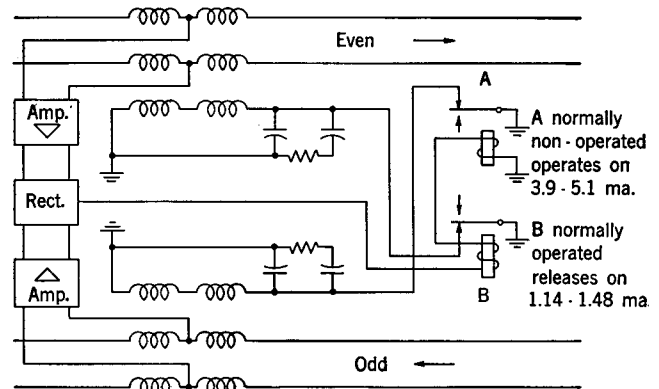 Even
A
Amp.
A normally
non-operated
operates on
3.9-5.1 ma.
Rect.
B normally
operated
releases on
1.14-1.48 ma.
Amp.
B
Odd